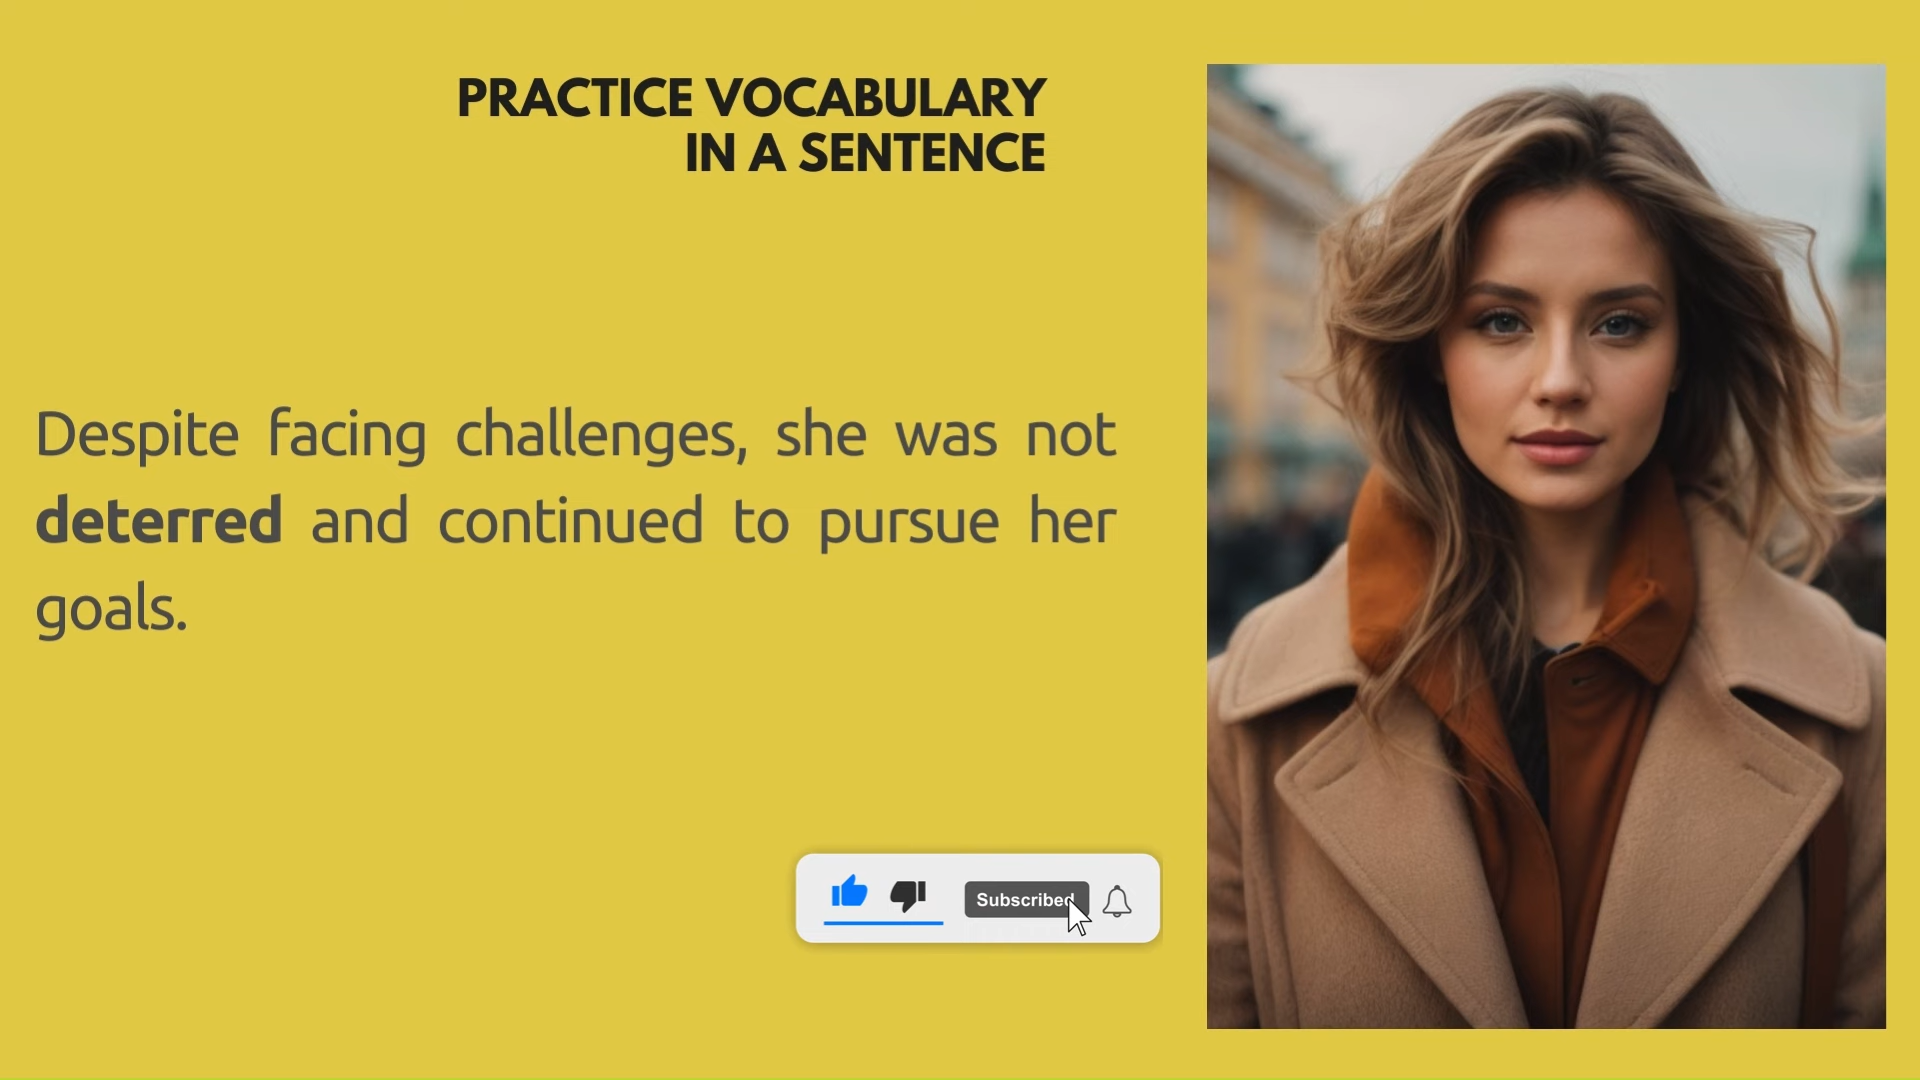 PRACTICE VOCABULARY
IN A SENTENCE
Despite facing challenges, she was not
deterred and continued to pursue her
goals.
Subscribed